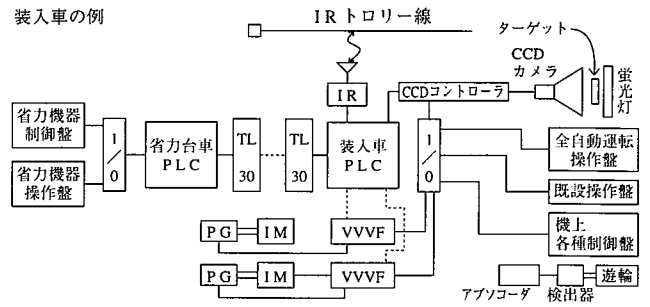 装入車の例
IRトロリー線
ターゲット
CCD
カメラ
蛍光灯
IR
CCDコントローラ
省力機器
制御盤
省力機器
操作盤
I/O
省力台車
PLC
TL
30
TL
30
装入車
PLC
I/O
全自動運転
操作盤
既設操作盤
機上
各種制御盤
PG
IM
VVVF
PG
IM
VVVF
アブソコーダ
検出器
遊輪